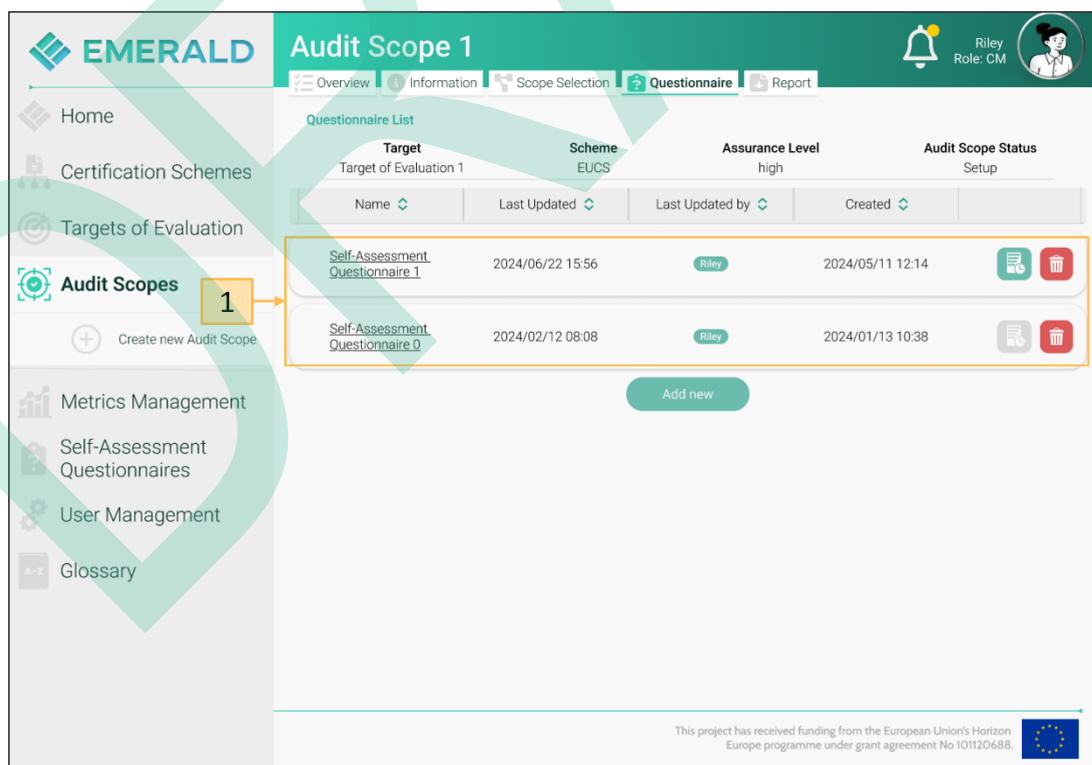 EMERALD
Audit Scope 1
Riley
Role: CM
Overview
Information
Scope Selection
Questionnaire
Report
Home
Certification Schemes
Targets of Evaluation
Audit Scopes
Create new Audit Scope
Metrics Management
Self-Assessment
Questionnaires
User Management
A-Z
Glossary
Questionnaire List
Target
Target of Evaluation 1
Scheme
EUCS
Assurance Level
high
Audit Scope Status
Setup
Name
Last Updated
Last Updated by
Created
1
Self-Assessment
Questionnaire 1
2024/06/22 15:56
Riley
2024/05/11 12:14
Self-Assessment
Questionnaire 0
2024/02/12 08:08
Riley
2024/01/13 10:38
Add new
This project has received funding from the European Union's Horizon
Europe programme under grant agreement No 101120688.